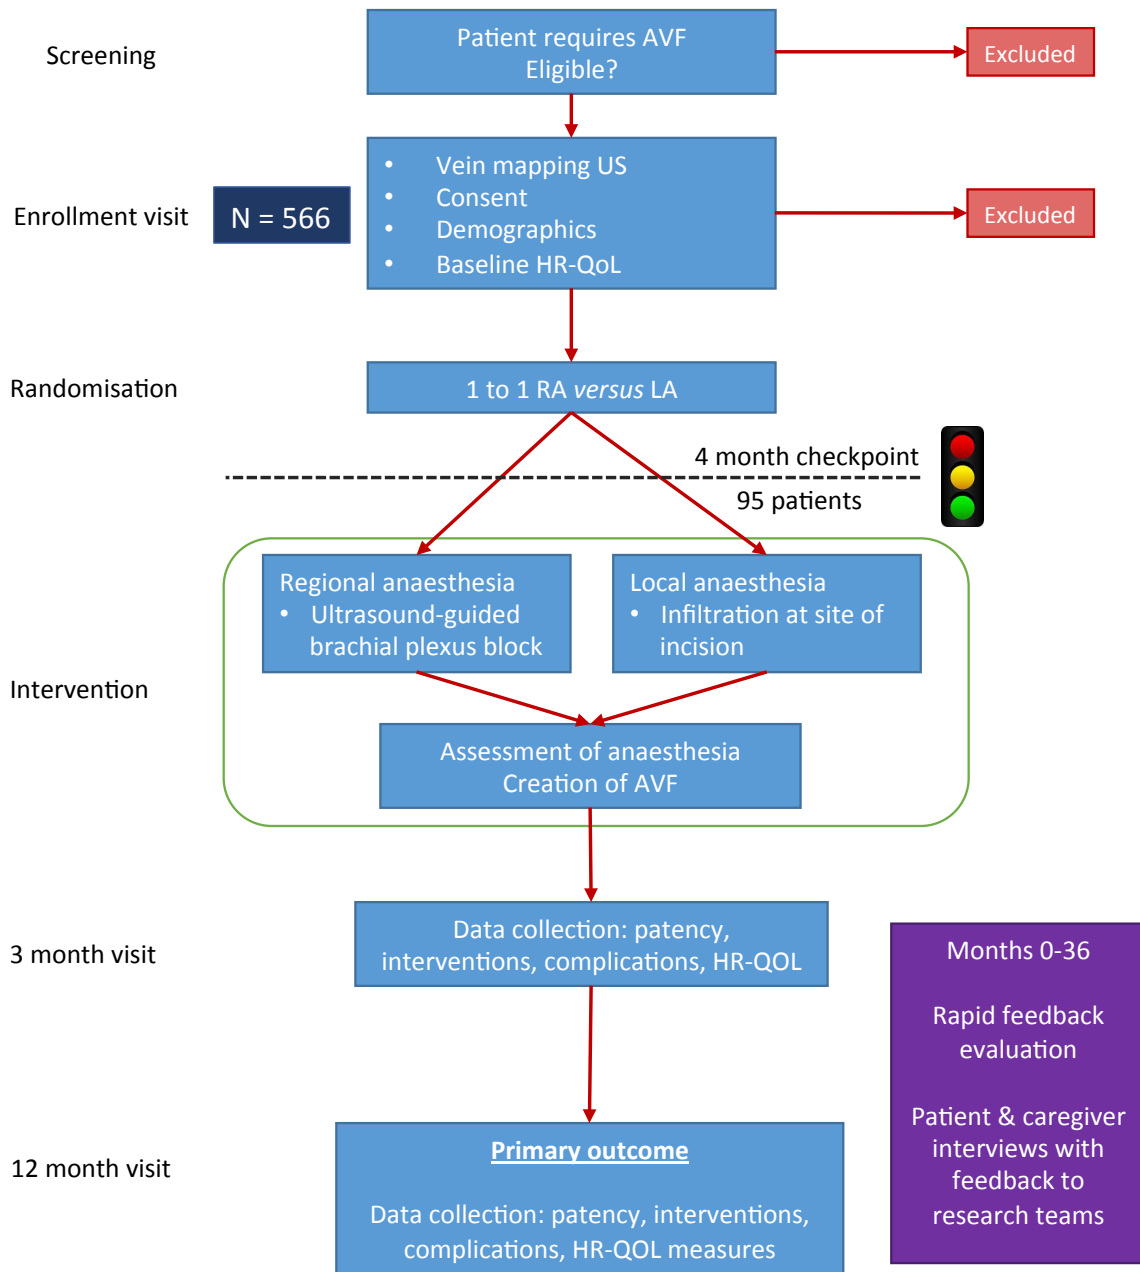 Screening
Patient requires AVF
Eligible?
Excluded
Enrollment visit
N = 566
• Vein mapping US
• Consent
• Demographics
• Baseline HR-QoL
Excluded
Randomisation
1 to 1 RA versus LA
4 month checkpoint
95 patients
Intervention
Regional anaesthesia
• Ultrasound-guided
brachial plexus block
Local anaesthesia
• Infiltration at site of
incision
Assessment of anaesthesia
Creation of AVF
3 month visit
Data collection: patency,
interventions, complications, HR-QOL
12 month visit
Primary outcome
Data collection: patency, interventions,
complications, HR-QOL measures
Months 0-36
Rapid feedback
evaluation
Patient & caregiver
interviews with
feedback to
research teams